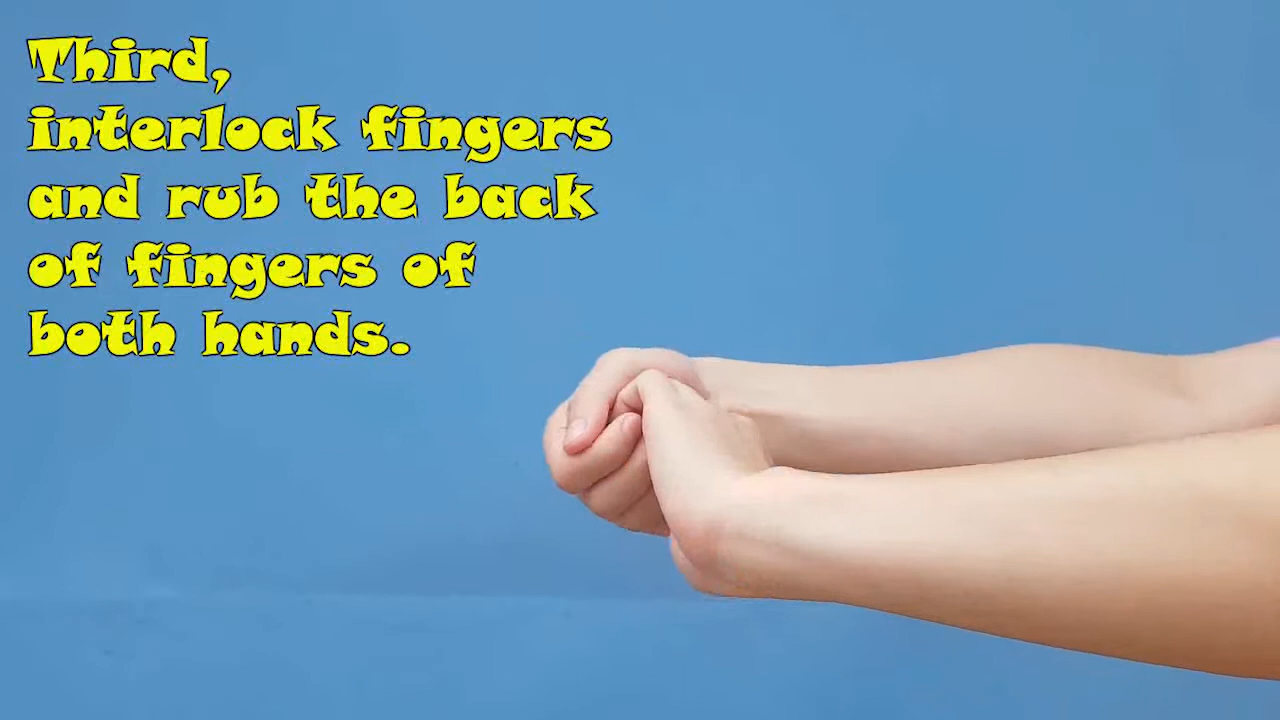 Third,
interlock fingers
and rub the back
of fingers of
both hands.